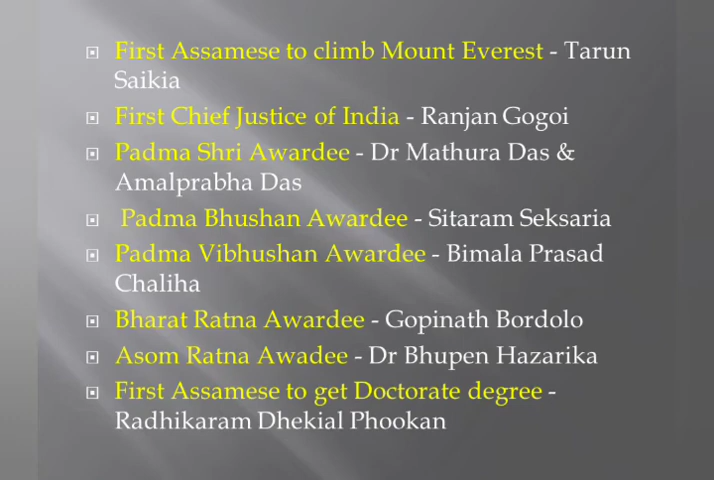 First Assamese to climb Mount Everest - Tarun
Saikia
First Chief Justice of India - Ranjan Gogoi
Padma Shri Awardee - Dr Mathura Das &
Amalprabha Das
Padma Bhushan Awardee - Sitaram Seksaria
Padma Vibhushan Awardee - Bimala Prasad
Chaliha
Bharat Ratna Awardee - Gopinath Bordolo
Asom Ratna Awadee - Dr Bhupen Hazarika
First Assamese to get Doctorate degree -
Radhikaram Dhekial Phookan